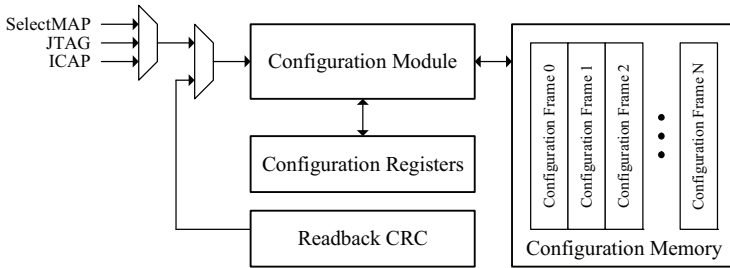 SelectMAP
JTAG
ICAP
Configuration Module
Configuration Registers
Readback CRC
Configuration Frame 0
Configuration Frame 1
Configuration Frame 2
Configuration Frame N
Configuration Memory